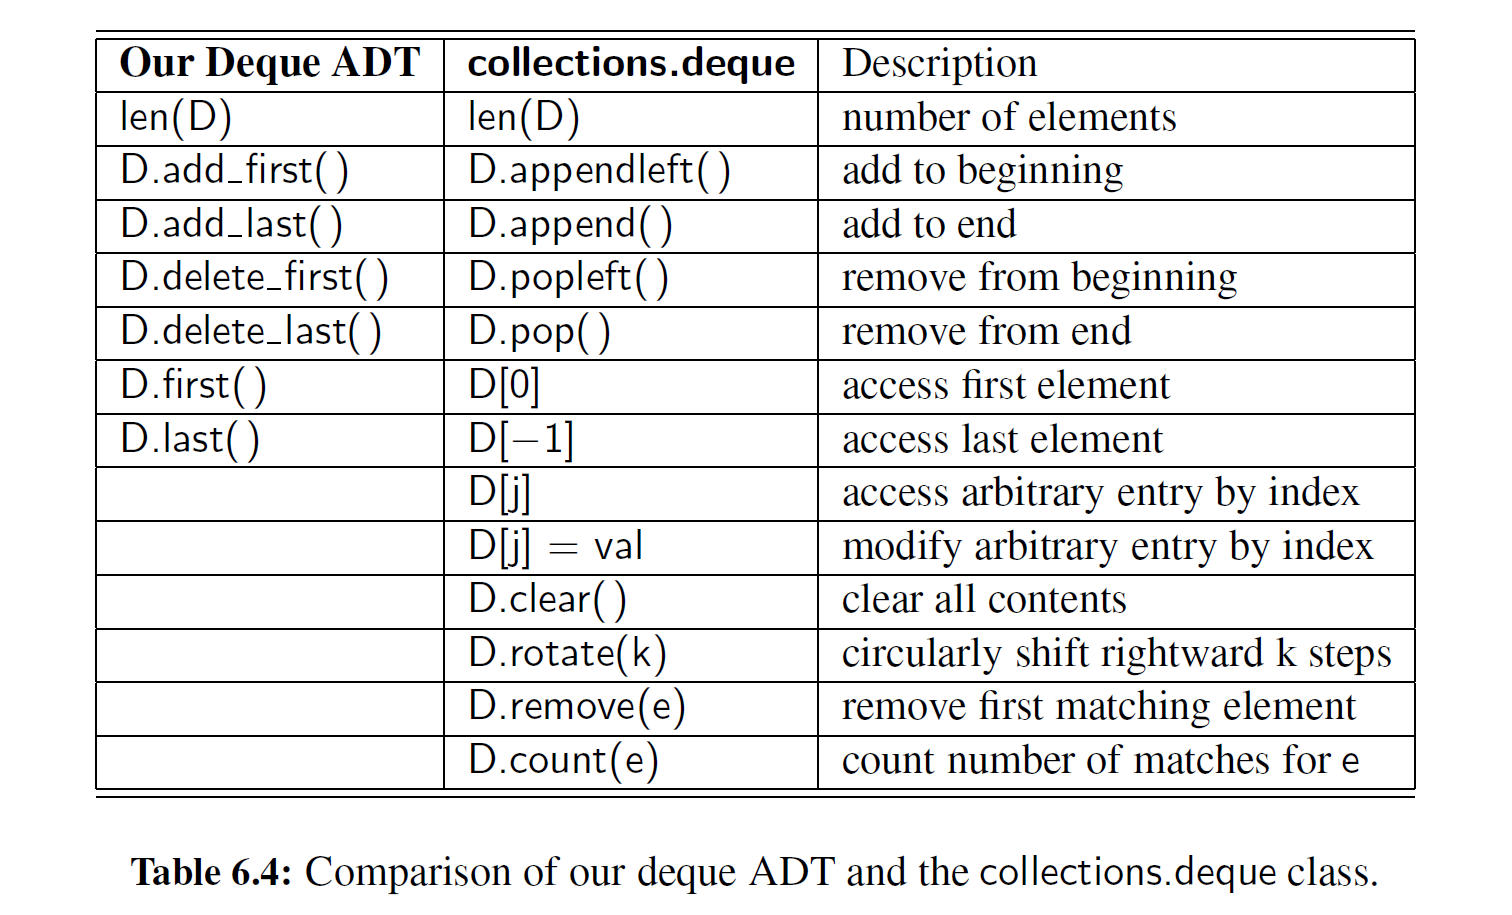 Our Deque ADT collections.deque Description
len(D) len(D) number of elements
D.add_first( ) D.appendleft( ) add to beginning
D.add_last( ) D.append( ) add to end
D.delete_first( ) D.popleft( ) remove from beginning
D.delete_last( ) D.pop( ) remove from end
D.first( ) D[0] access first element
D.last( ) D[−1] access last element
D[j] access arbitrary entry by index
D[j] = val modify arbitrary entry by index
D.clear( ) clear all contents
D.rotate(k) circularly shift rightward k steps
D.remove(e) remove first matching element
D.count(e) count number of matches for e
Table 6.4: Comparison of our deque ADT and the collections.deque class.